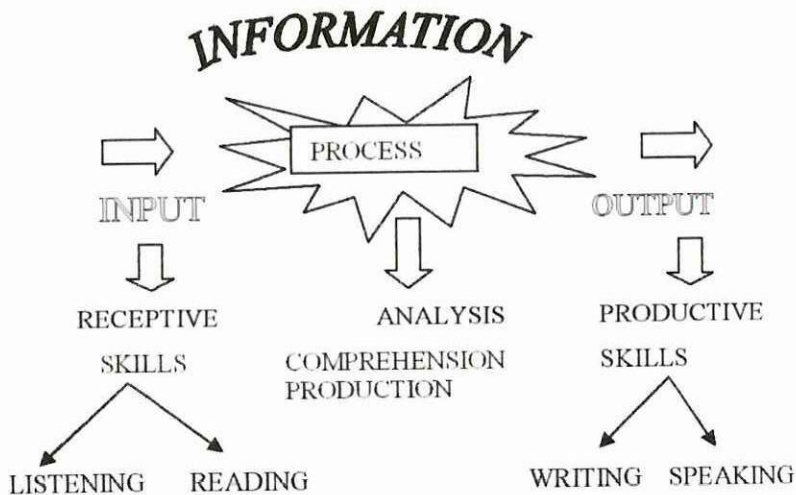 INFORMATION
PROCESS
INPUT
OUTPUT
RECEPTIVE
SKILLS
ANALYSIS
COMPREHENSION
PRODUCTION
PRODUCTIVE
SKILLS
LISTENING
READING
WRITING
SPEAKING